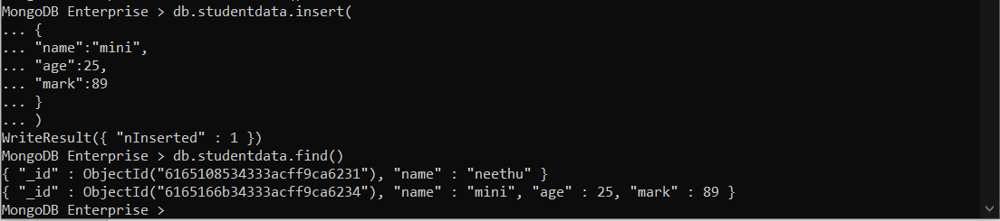 MongoDB Enterprise > db.studentdata.insert(
... {
... "name":"mini",
... "age":25,
... "mark":89
... }
... )
WriteResult({ "nInserted" : 1 })
MongoDB Enterprise > db.studentdata.find()
{ "_id" : ObjectId("6165108534333acff9ca6231"), "name" : "neethu" }
{ "_id" : ObjectId("6165166b34333acff9ca6234"), "name" : "mini", "age" : 25, "mark" : 89 }
MongoDB Enterprise >